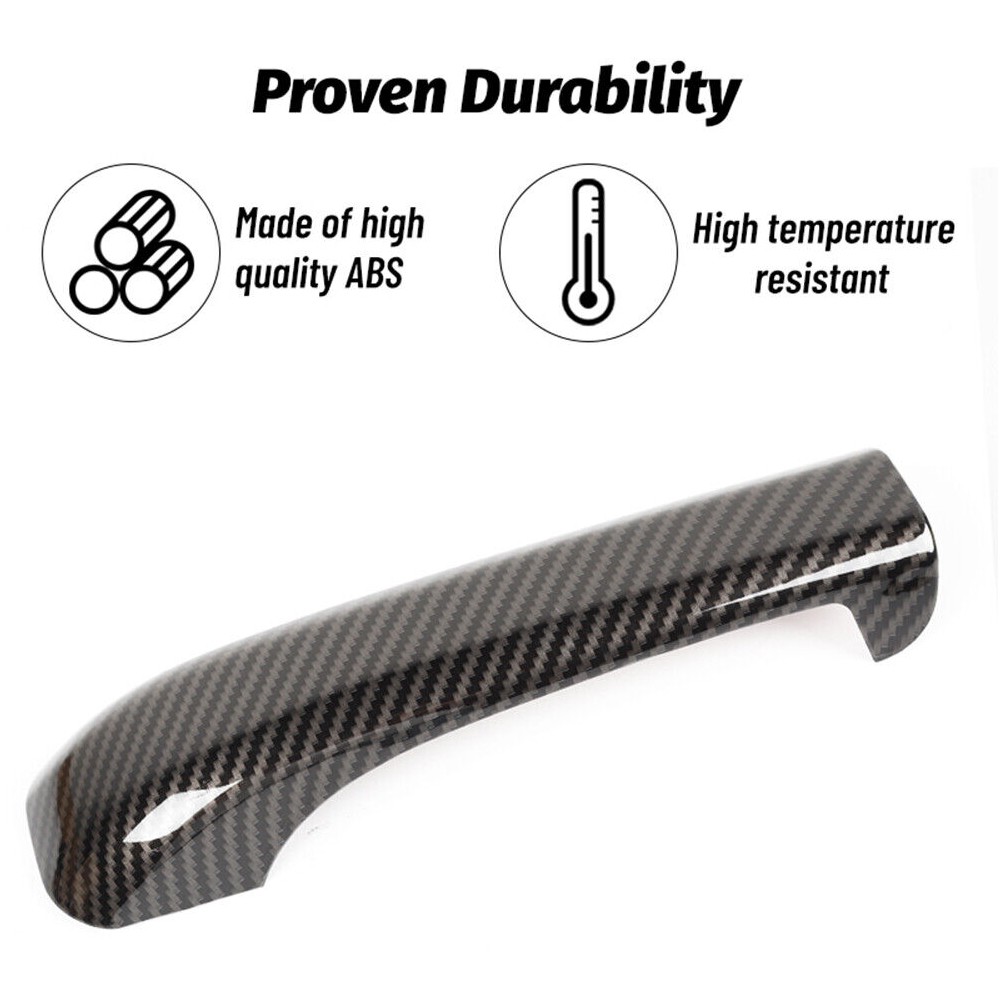 Proven Durability
Made of high
quality ABS
High temperature
resistant